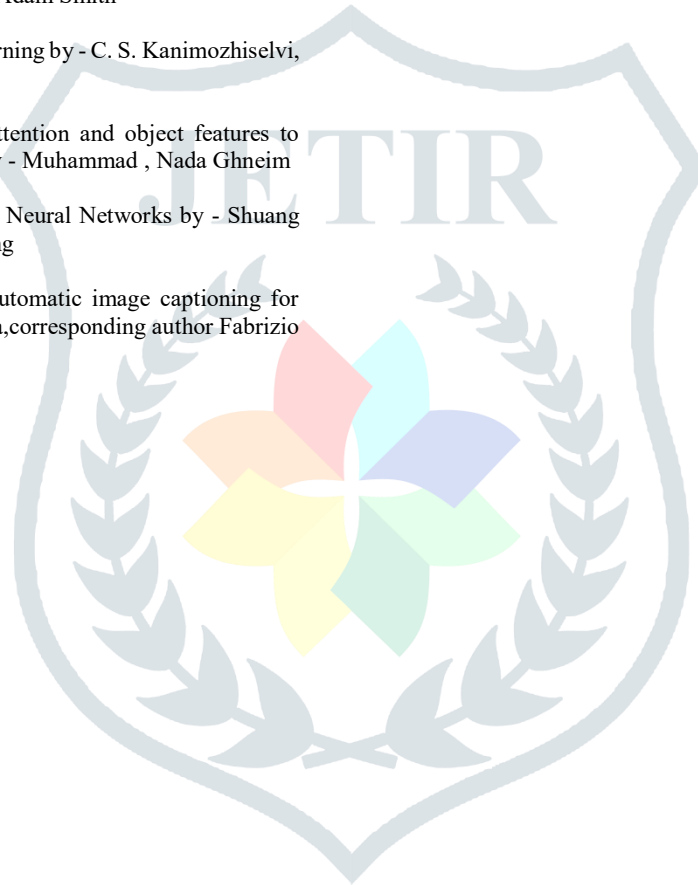 Adam Smith
rning by - C. S. Kanimozhiselvi,
ttention and object features to
- Muhammad , Nada Ghneim
Neural Networks by - Shuang
ng
utomatic image captioning for
a,corresponding author Fabrizio
JETIR